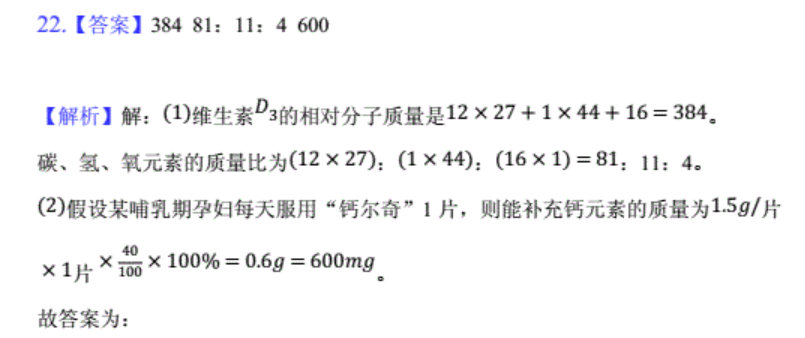 22.【答案】384 81：11：4 600
【解析】解：(1)维生素D₃的相对分子质量是12 × 27 + 1 × 44 + 16 = 384。
碳、氢、氧元素的质量比为(12 × 27)：(1 × 44)：(16 × 1) = 81：11：4。
(2)假设某哺乳期孕妇每天服用“钙尔奇”1 片，则能补充钙元素的质量为1.5g/片
× 1片 × 40/100 × 100% = 0.6g = 600mg。
故答案为：